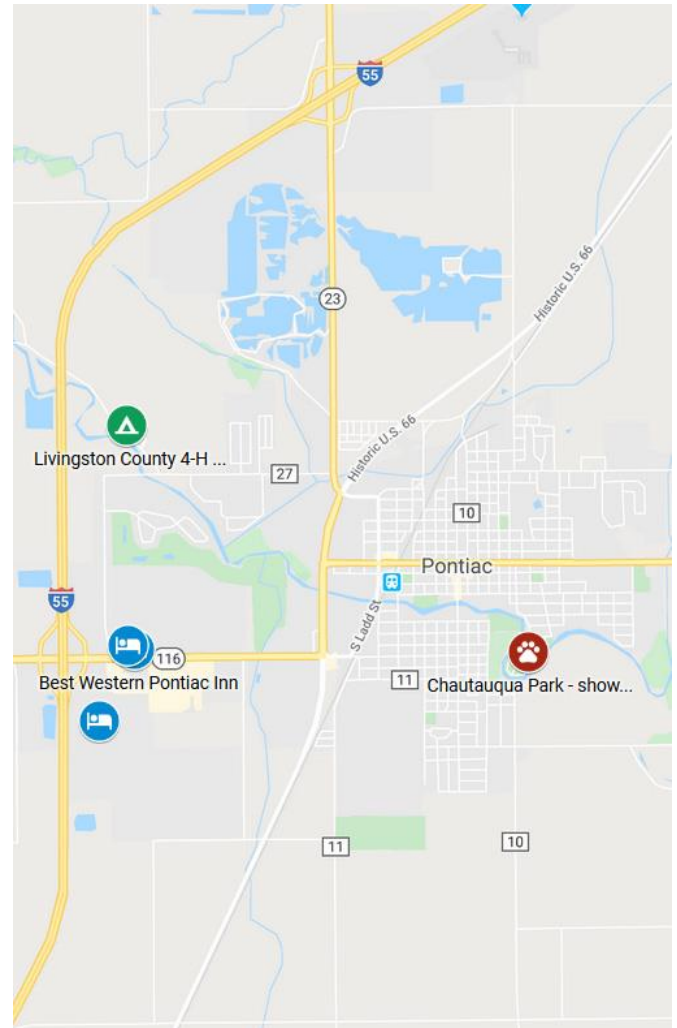 55
Historic U.S. 66
23
Historic U.S. 66
Livingston County 4-H ...
27
10
Pontiac
55
S Ladd St
116
Best Western Pontiac Inn
11
Chautauqua Park - show...
11
10